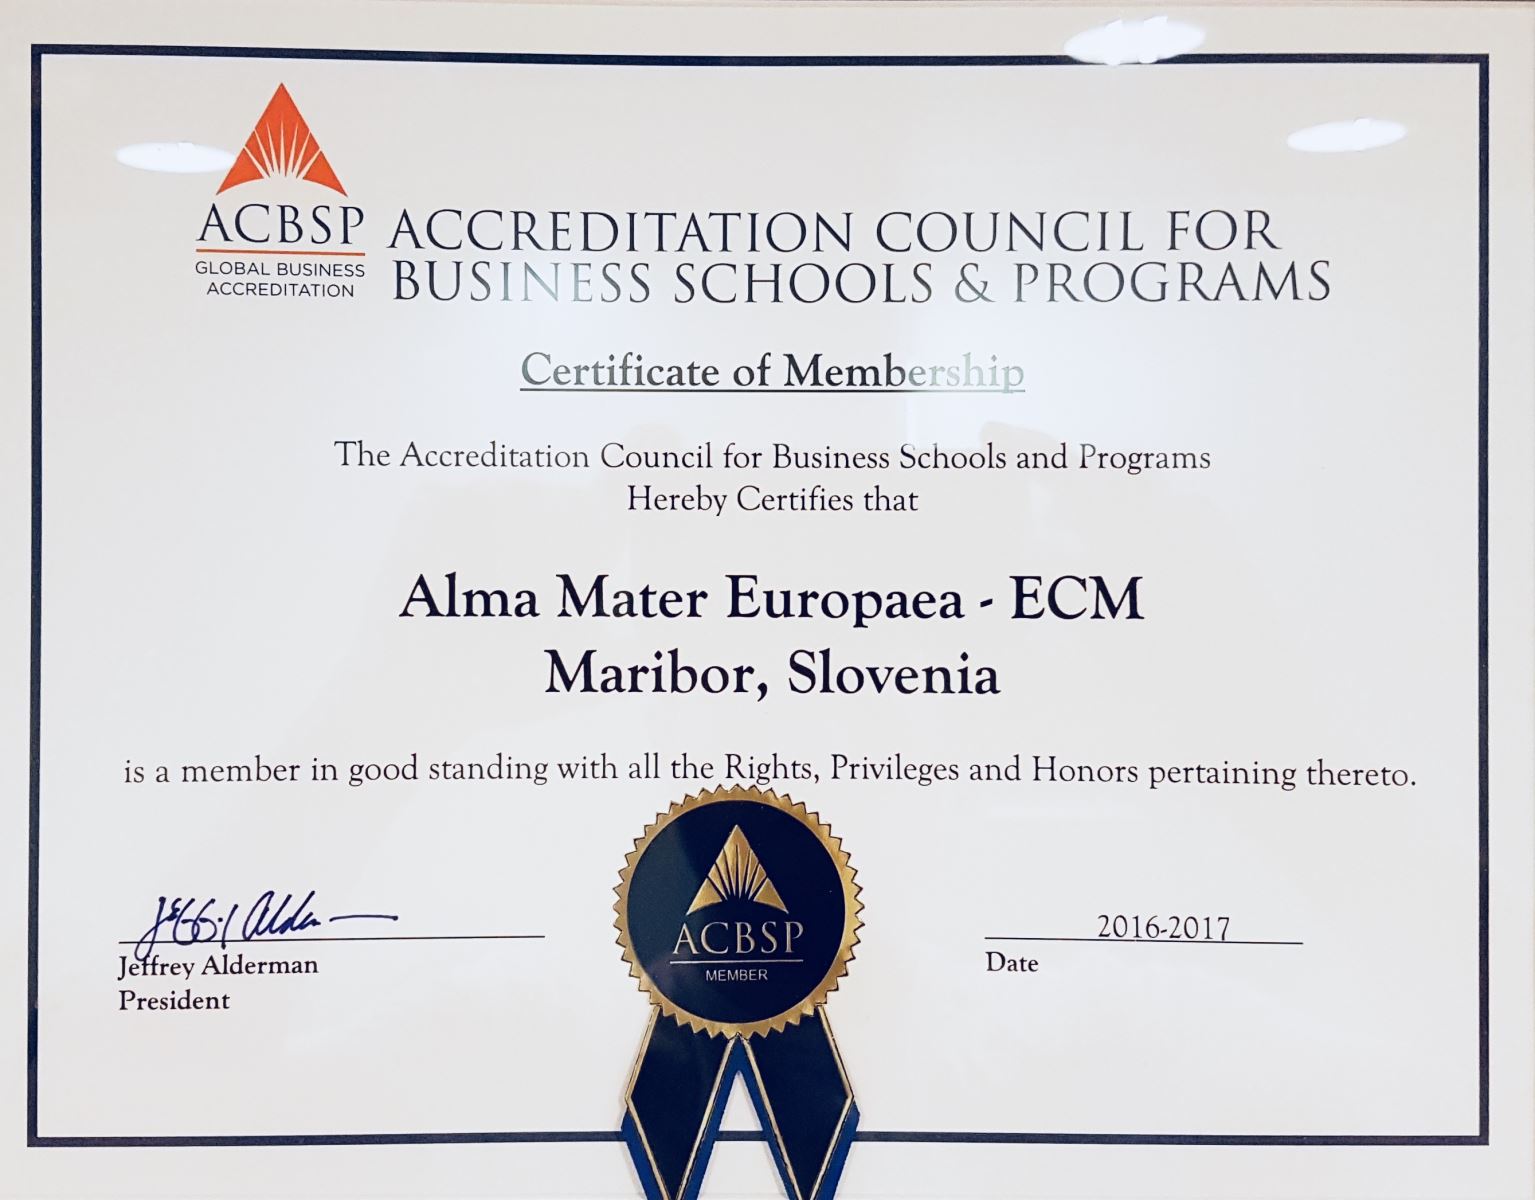 ACBSP
GLOBAL BUSINESS
ACCREDITATION
ACCREDITATION COUNCIL FOR
BUSINESS SCHOOLS & PROGRAMS
Certificate of Membership
The Accreditation Council for Business Schools and Programs
Hereby Certifies that
Alma Mater Europaea - ECM
Maribor, Slovenia
is a member in good standing with all the Rights, Privileges and Honors pertaining thereto.
Jeffrey Alderman
Jeffrey Alderman
President
ACBSP
MEMBER
2016-2017
Date